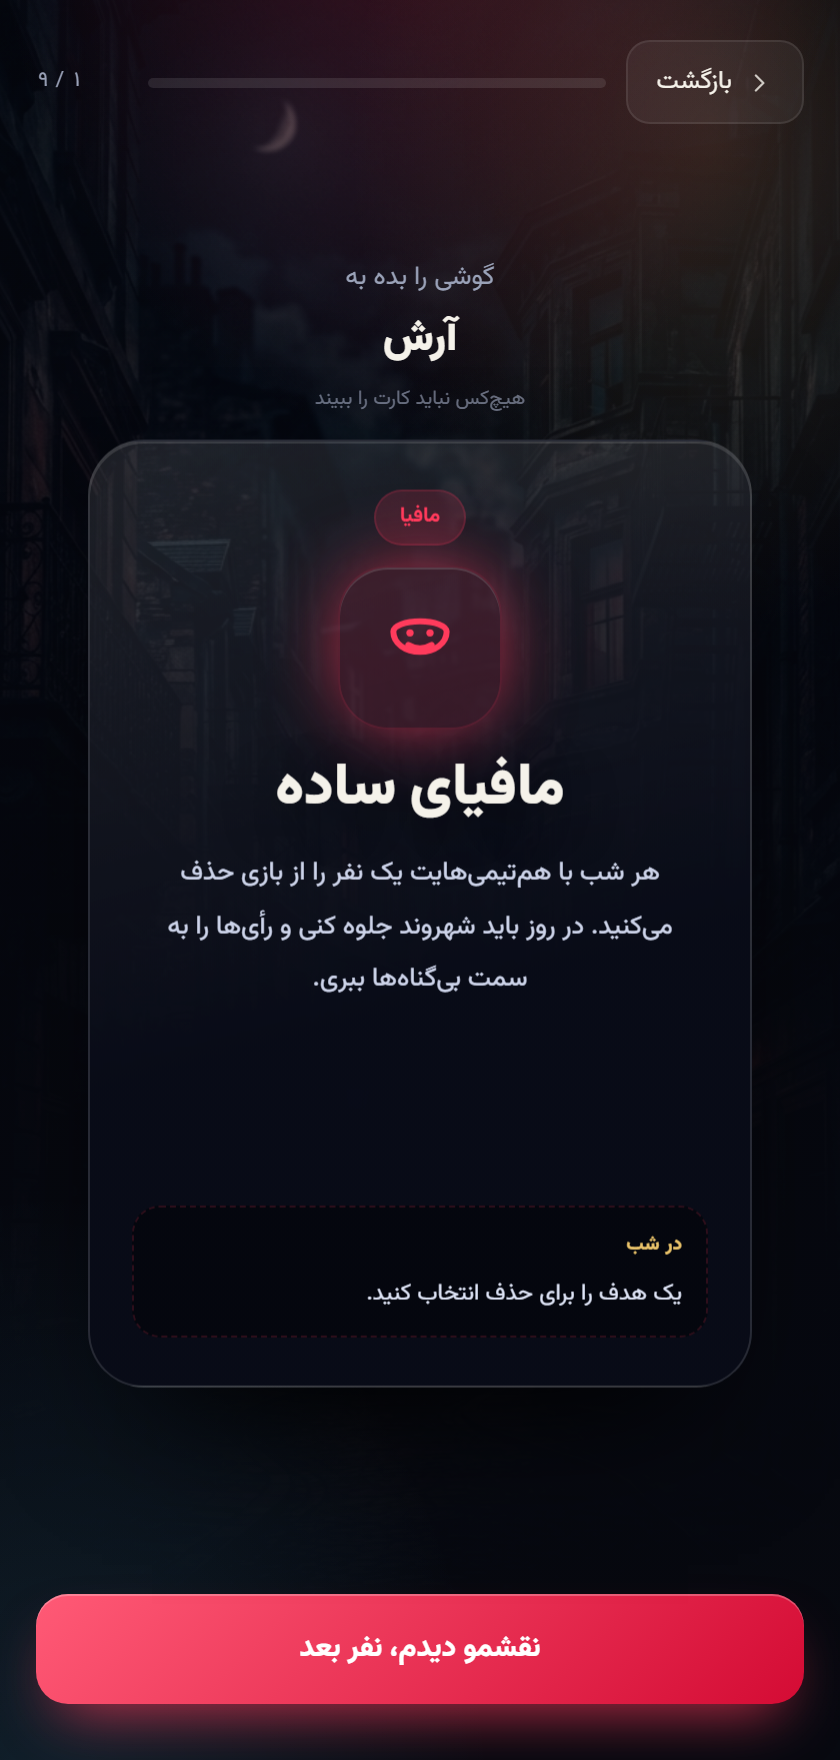 بازگشت
۱ / ۹
گوشی را بده به
آرش
هیچ‌کس نباید کارت را ببیند
مافیا
مافیای ساده
هر شب با هم‌تیمی‌هایت یک نفر را از بازی حذف
می‌کنید. در روز باید شهروند جلوه کنی و رأی‌ها را به
سمت بی‌گناه‌ها ببری.
در شب
یک هدف را برای حذف انتخاب کنید.
نقشمو دیدم، نفر بعد